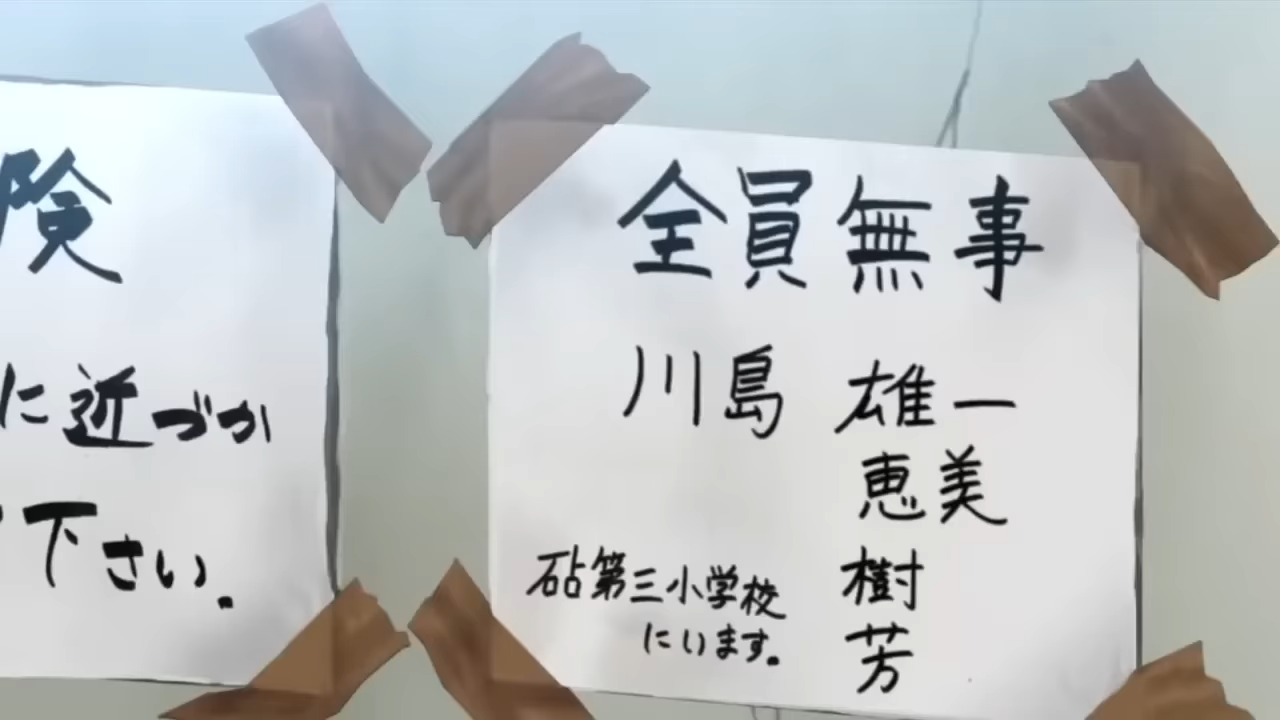 険
に近づか
下さい。
全員無事
川島 雄一
恵美
樹
芳
砧第三小学校
にいます。